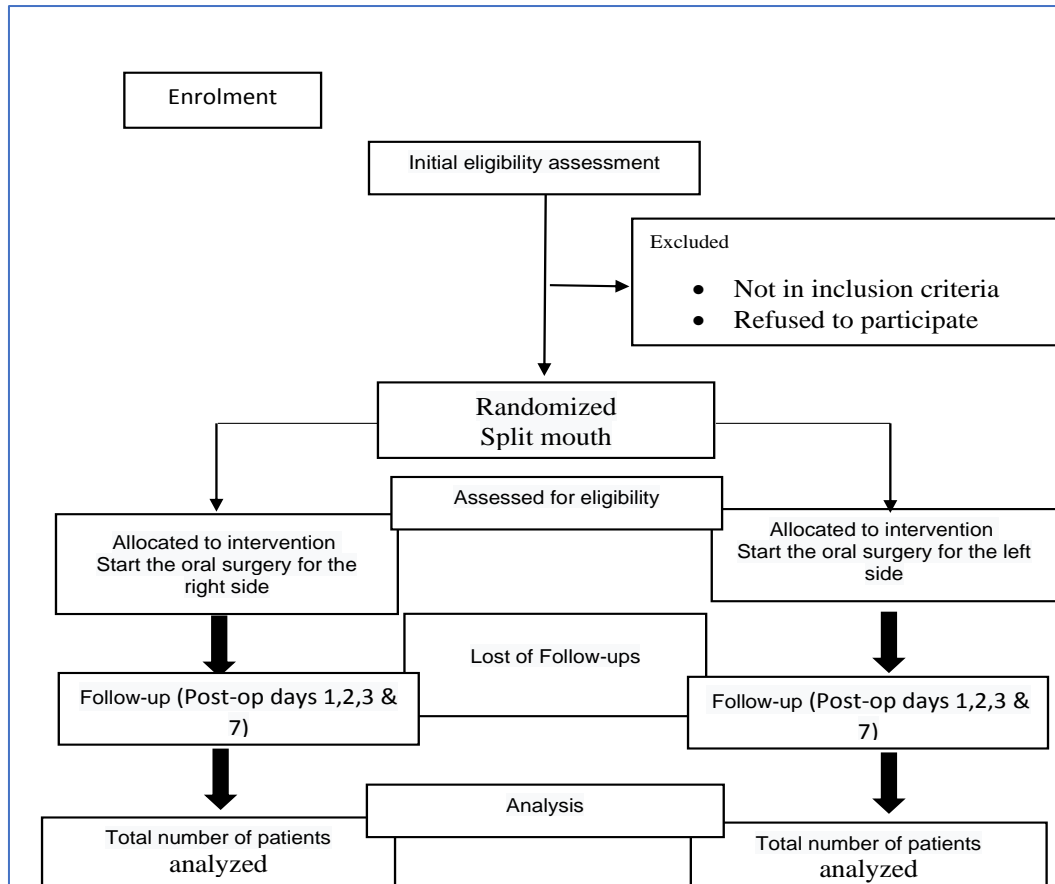 Enrolment
Initial eligibility assessment
Excluded
• Not in inclusion criteria
• Refused to participate
Randomized
Split mouth
Assessed for eligibility
Allocated to intervention
Start the oral surgery for the
right side
Allocated to intervention
Start the oral surgery for the left
side
Lost of Follow-ups
Follow-up (Post-op days 1,2,3 &
7)
Follow-up (Post-op days 1,2,3 &
7)
Analysis
Total number of patients
analyzed
Total number of patients
analyzed